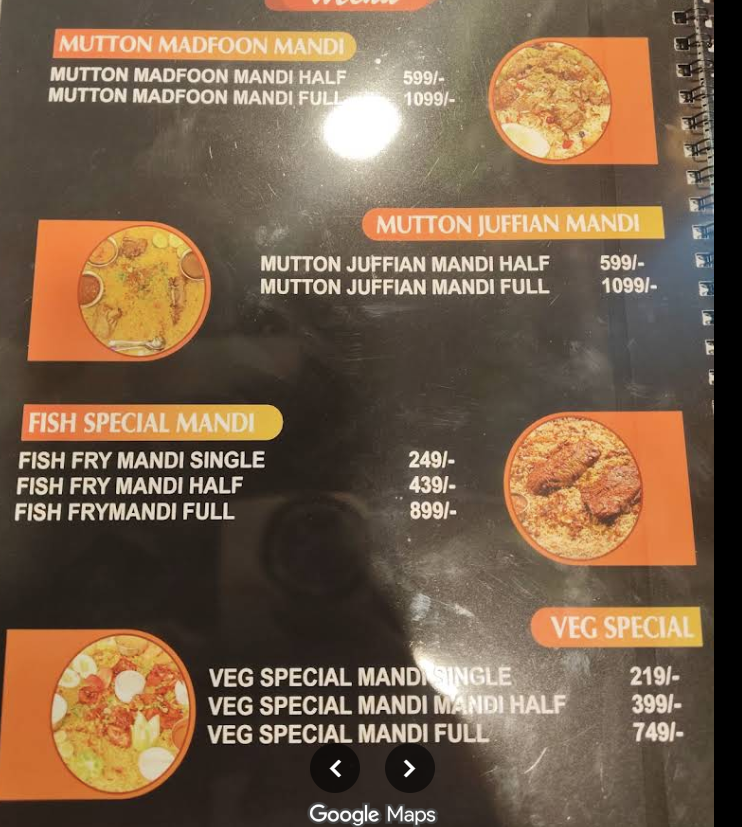 Menu
MUTTON MADFOON MANDI
MUTTON MADFOON MANDI HALF 599/-
MUTTON MADFOON MANDI FULL 1099/-
MUTTON JUFFIAN MANDI
MUTTON JUFFIAN MANDI HALF 599/-
MUTTON JUFFIAN MANDI FULL 1099/-
FISH SPECIAL MANDI
FISH FRY MANDI SINGLE 249/-
FISH FRY MANDI HALF 439/-
FISH FRYMANDI FULL 899/-
VEG SPECIAL
VEG SPECIAL MANDI SINGLE 219/-
VEG SPECIAL MANDI MANDI HALF 399/-
VEG SPECIAL MANDI FULL 749/-
Google Maps